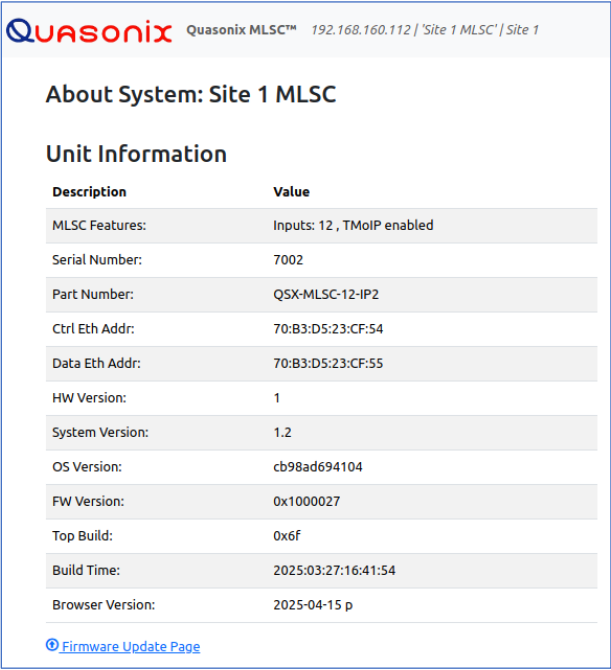 QUASONIX Quasonix MLSC™ 192.168.160.112 | 'Site 1 MLSC' | Site 1
About System: Site 1 MLSC
Unit Information
Description Value
MLSC Features: Inputs: 12 , TMoIP enabled
Serial Number: 7002
Part Number: QSX-MLSC-12-IP2
Ctrl Eth Addr: 70:B3:D5:23:CF:54
Data Eth Addr: 70:B3:D5:23:CF:55
HW Version: 1
System Version: 1.2
OS Version: cb98ad694104
FW Version: 0x1000027
Top Build: 0x6f
Build Time: 2025:03:27:16:41:54
Browser Version: 2025-04-15 p
Firmware Update Page